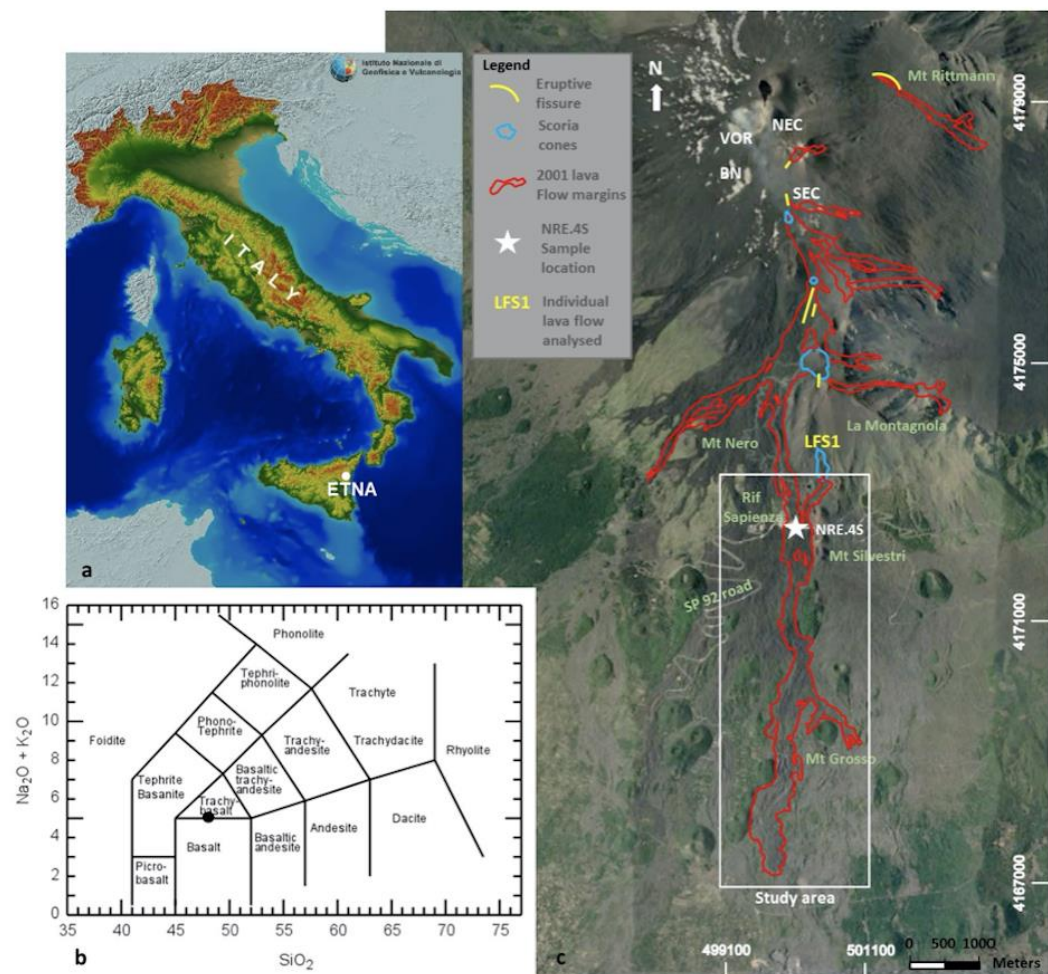 Istituto Nazionale di
Geofisica e Vulcanologia
ITALY
ETNA
a
Legend
Eruptive
fissure
Scoria
cones
2001 lava
Flow margins
NRE.4S
Sample
location
LFS1
Individual
lava flow
analysed
N
Mt Rittmann
NEC
VOR
BN
SEC
4179000
4175000
La Montagnola
Mt Nero
LFS1
Rif
Sapienza
NRE.4S
Mt Silvestri
SP 92 road
4171000
Mt Grosso
4167000
Study area
499100
501100
0 500 1000
Meters
c
Na2O + K2O
16
14
12
10
8
6
4
2
0
Phonolite
Tephri-
phonolite
Trachyte
Phono-
Tephrite
Foidite
Trachy-
andesite
Trachydacite
Rhyolite
Tephrite
Basanite
Basaltic
trachy-
andesite
Trachy-
basalt
Dacite
Andesite
Basalt
Basaltic
andesite
Picro-
basalt
35 40 45 50 55 60 65 70 75
b
SiO2